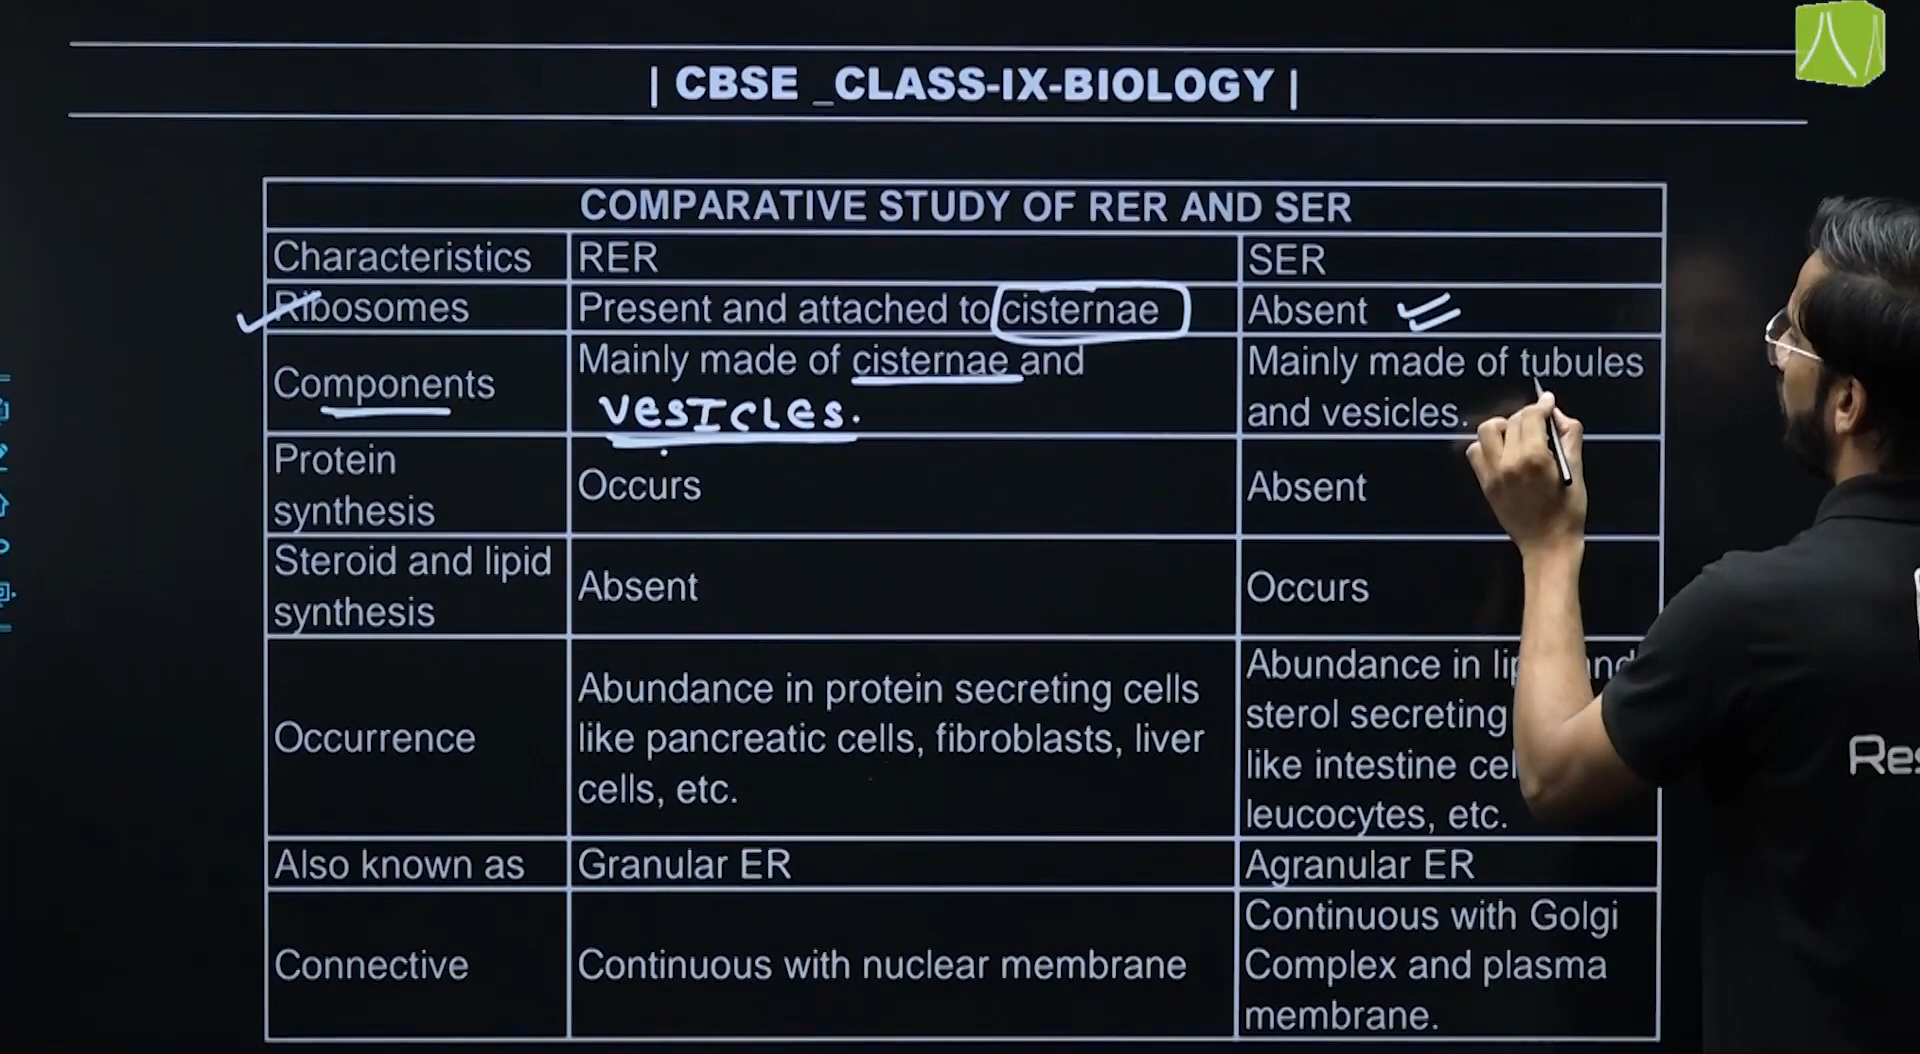 | CBSE _CLASS-IX-BIOLOGY |
COMPARATIVE STUDY OF RER AND SER
Characteristics
RER
SER
Ribosomes
Present and attached to cisternae
Absent
Components
Mainly made of cisternae and
vesicles.
Mainly made of tubules
and vesicles.
Protein
synthesis
Occurs
Absent
Steroid and lipid
synthesis
Absent
Occurs
Occurrence
Abundance in protein secreting cells
like pancreatic cells, fibroblasts, liver
cells, etc.
Abundance in
sterol secreting
like intestine
leucocytes, etc.
Also known as
Granular ER
Agranular ER
Connective
Continuous with nuclear membrane
Continuous with Golgi
Complex and plasma
membrane.